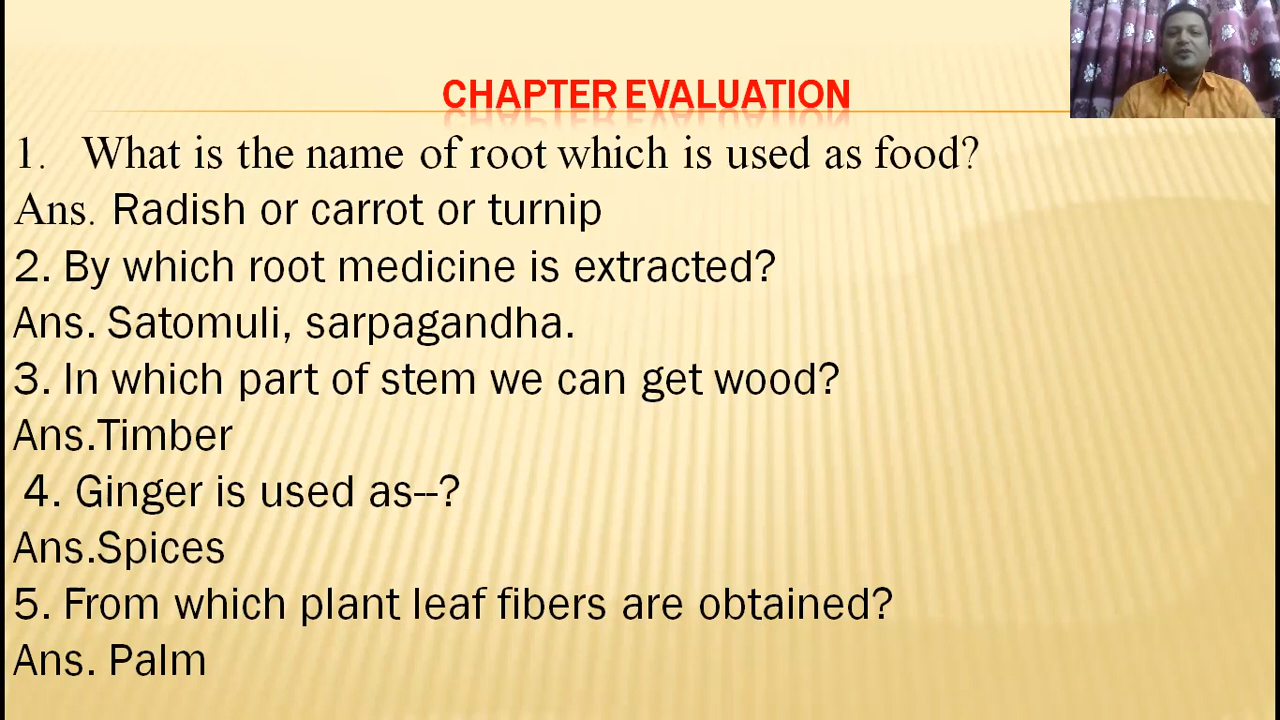 CHAPTER EVALUATION
1. What is the name of root which is used as food?
Ans. Radish or carrot or turnip
2. By which root medicine is extracted?
Ans. Satomuli, sarpagandha.
3. In which part of stem we can get wood?
Ans.Timber
4. Ginger is used as--?
Ans.Spices
5. From which plant leaf fibers are obtained?
Ans. Palm